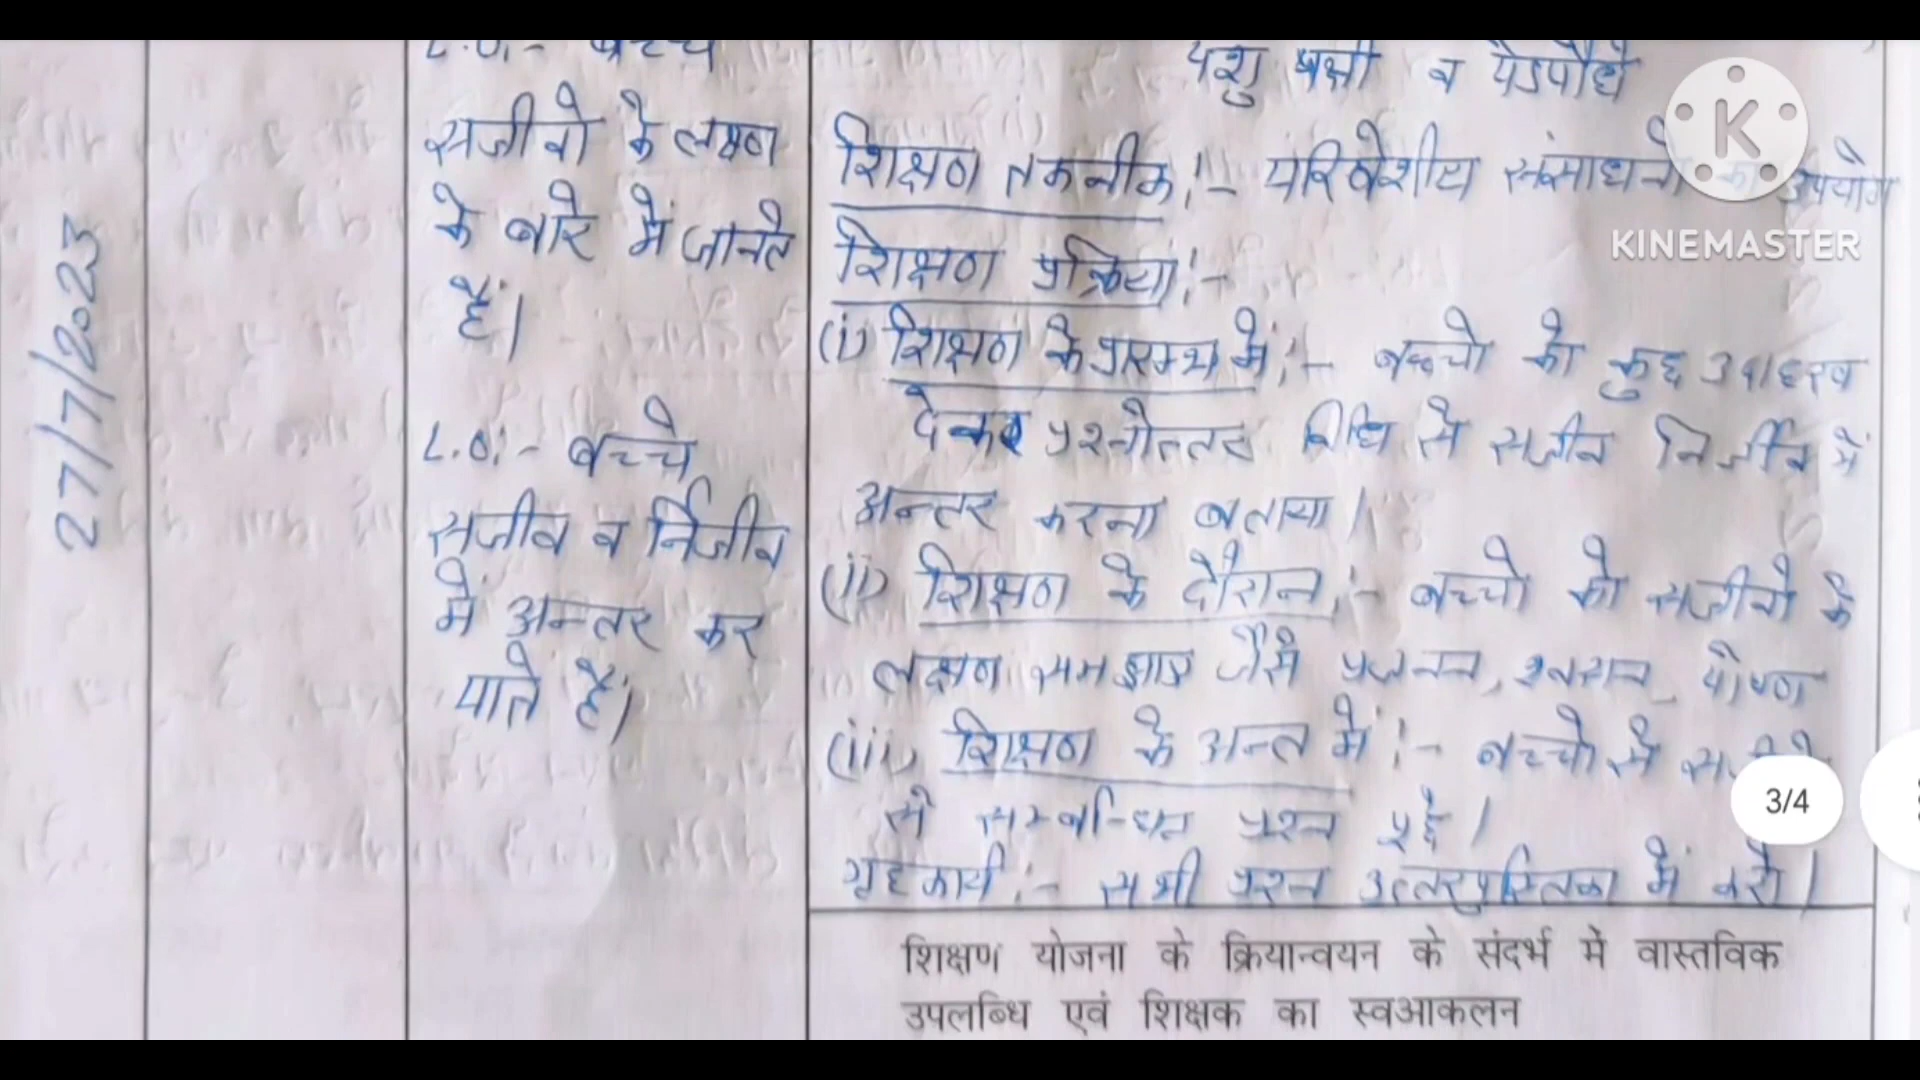 27/7/2023
L.O.:- बच्चे
सजीवो के लक्षण
के बारे में जानते
हैं।
L.O.:- बच्चे
सजीव व निर्जीव
में अन्तर कर
पाते हैं।
पशु पक्षी व पेडपौधे
शिक्षण तकनीक:- परिवेशीय संसाधनो का उपयोग
शिक्षण प्रक्रिया:-
(i) शिक्षण के प्रारम्भ में:- बच्चो को कुछ उदाहरण
देकर प्रश्नोत्तर विधि से सजीव निर्जीव में
अन्तर करना बताया।
(ii) शिक्षण के दौरान:- बच्चो को सजीवो के
लक्षण समझाए जैसे प्रजनन, श्वसन, पोषण
(iii) शिक्षण के अन्त में:- बच्चो से
से सम्बन्धित प्रश्न पूछे।
गृहकार्य:- सभी प्रश्न उत्तरपुस्तिका में करो।
शिक्षण योजना के क्रियान्वयन के संदर्भ में वास्तविक
उपलब्धि एवं शिक्षक का स्वआकलन
K
KINEMASTER
3/4